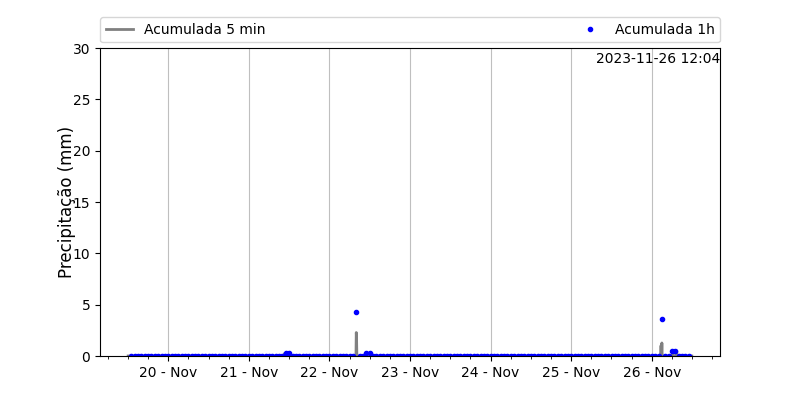 Acumulada 5 min
Acumulada 1h
2023-11-26 12:04
Precipitação (mm)
30
25
20
15
10
5
0
20 - Nov
21 - Nov
22 - Nov
23 - Nov
24 - Nov
25 - Nov
26 - Nov